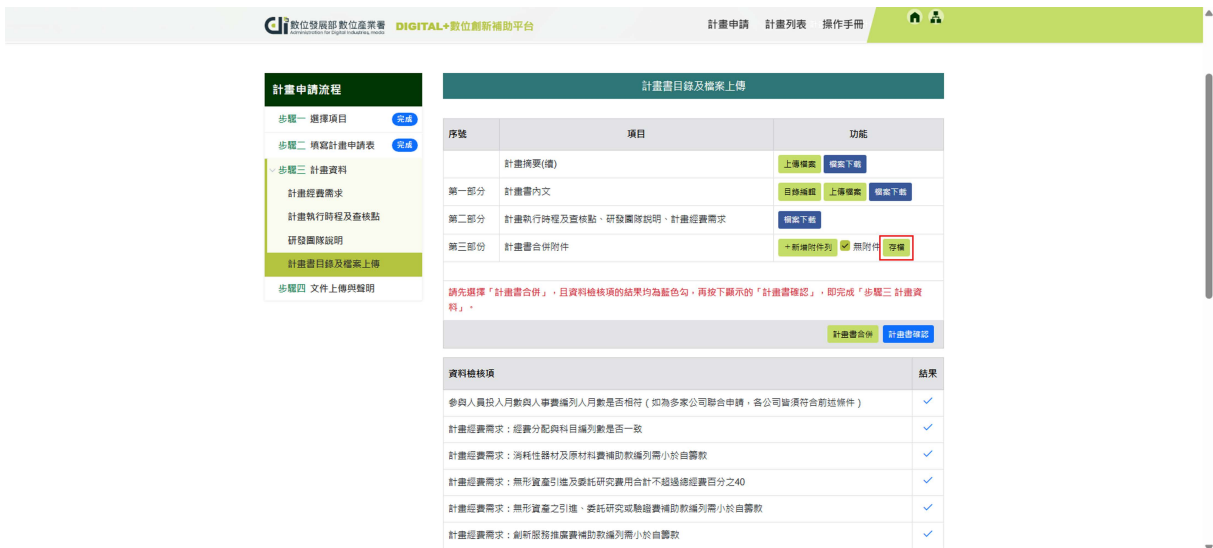 數位發展部數位產業署 DIGITAL+數位創新補助平台 計畫申請 計畫列表 操作手冊
Administration for Digital Industries, moda
計畫申請流程
步驟一 選擇項目 完成
步驟二 填寫計畫申請表 完成
步驟三 計畫資料
計畫經費需求
計畫執行時程及查核點
研發團隊說明
計畫書目錄及檔案上傳
步驟四 文件上傳與聲明
計畫書目錄及檔案上傳
序號 項目 功能
計畫摘要(續) 上傳檔案 檔案下載
第一部分 計畫書內文 目錄編輯 上傳檔案 檔案下載
第二部分 計畫執行時程及查核點、研發團隊說明、計畫經費需求 檔案下載
第三部份 計畫書合併附件 +新增附件列 無附件 存檔
請先選擇「計畫書合併」，且資料檢核項的結果均為藍色勾，再按下顯示的「計畫書確認」，即完成「步驟三 計畫資
料」。
計畫書合併 計畫書確認
資料檢核項 結果
參與人員投入月數與人事費編列人月數是否相符（如為多家公司聯合申請，各公司皆須符合前述條件）
計畫經費需求：經費分配與科目編列數是否一致
計畫經費需求：消耗性器材及原材料費補助款編列需小於自籌款
計畫經費需求：無形資產引進及委託研究費用合計不超過總經費百分之40
計畫經費需求：無形資產之引進、委託研究或驗證費補助款編列需小於自籌款
計畫經費需求：創新服務推廣費補助款編列需小於自籌款